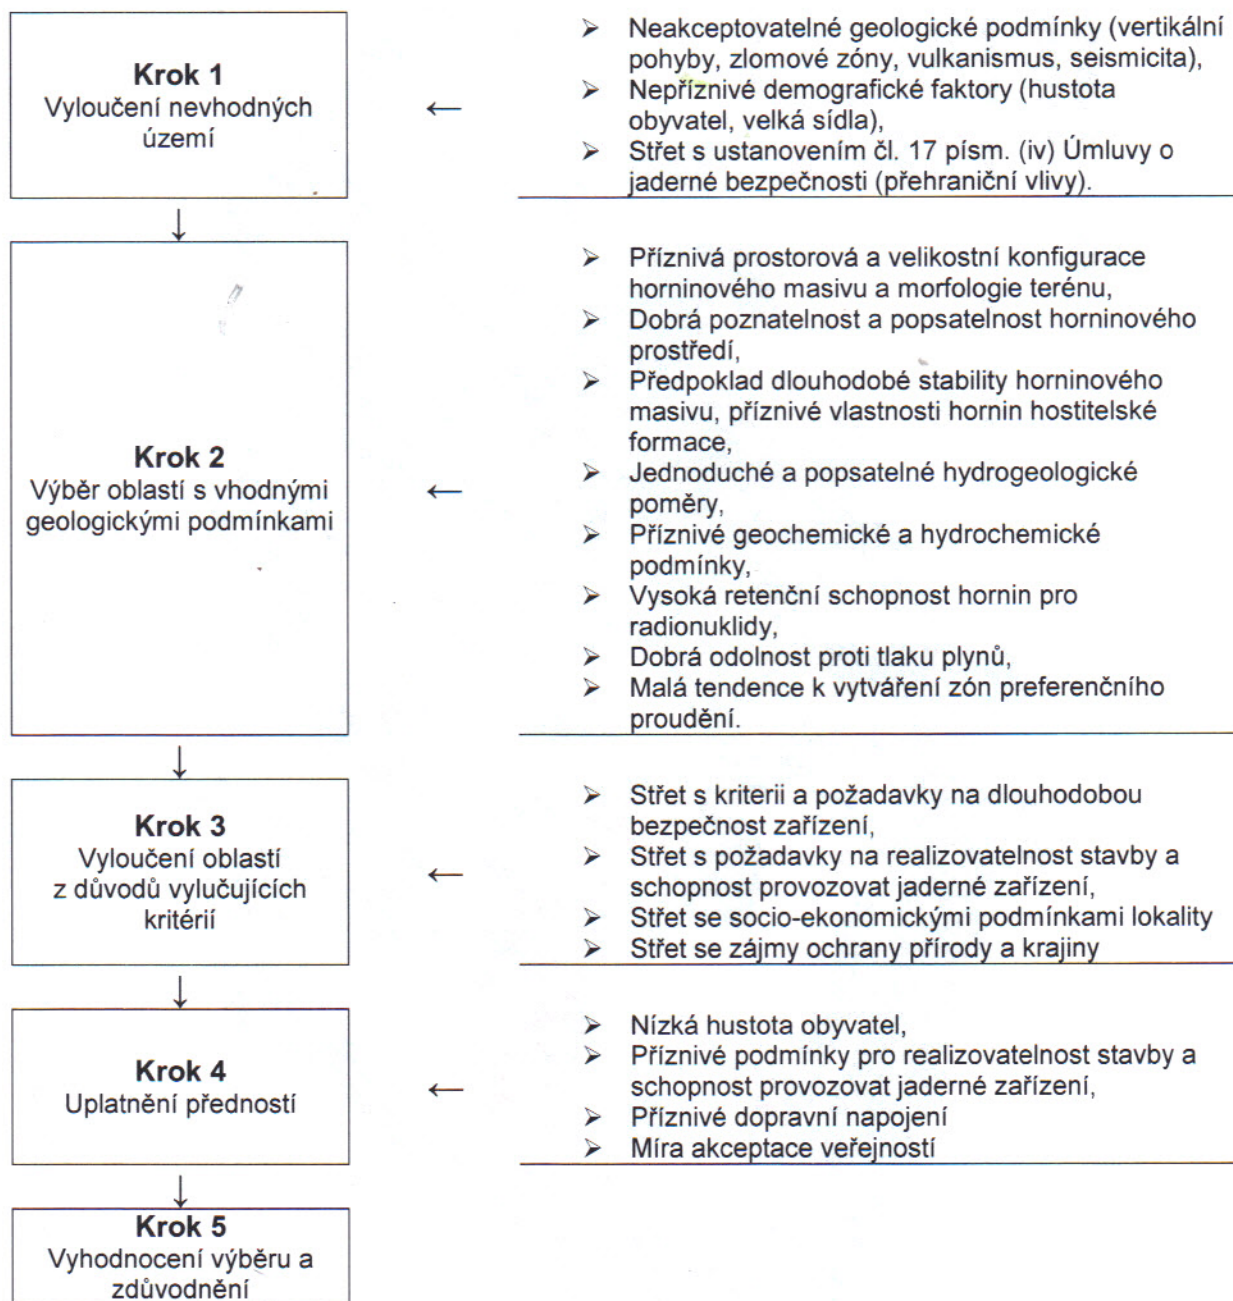 Krok 1
Vyloučení nevhodných
území
←
➢ Neakceptovatelné geologické podmínky (vertikální
pohyby, zlomové zóny, vulkanismus, seismicita),
➢ Nepříznivé demografické faktory (hustota
obyvatel, velká sídla),
➢ Střet s ustanovením čl. 17 písm. (iv) Úmluvy o
jaderné bezpečnosti (přehraniční vlivy).
↓
Krok 2
Výběr oblastí s vhodnými
geologickými podmínkami
←
➢ Příznivá prostorová a velikostní konfigurace
horninového masivu a morfologie terénu,
➢ Dobrá poznatelnost a popsatelnost horninového
prostředí,
➢ Předpoklad dlouhodobé stability horninového
masivu, příznivé vlastnosti hornin hostitelské
formace,
➢ Jednoduché a popsatelné hydrogeologické
poměry,
➢ Příznivé geochemické a hydrochemické
podmínky,
➢ Vysoká retenční schopnost hornin pro
radionuklidy,
➢ Dobrá odolnost proti tlaku plynů,
➢ Malá tendence k vytváření zón preferenčního
proudění.
↓
Krok 3
Vyloučení oblastí
z důvodů vylučujících
kritérií
←
➢ Střet s kriterii a požadavky na dlouhodobou
bezpečnost zařízení,
➢ Střet s požadavky na realizovatelnost stavby a
schopnost provozovat jaderné zařízení,
➢ Střet se socio-ekonomickými podmínkami lokality
➢ Střet se zájmy ochrany přírody a krajiny
↓
Krok 4
Uplatnění předností
←
➢ Nízká hustota obyvatel,
➢ Příznivé podmínky pro realizovatelnost stavby a
schopnost provozovat jaderné zařízení,
➢ Příznivé dopravní napojení
➢ Míra akceptace veřejností
↓
Krok 5
Vyhodnocení výběru a
zdůvodnění